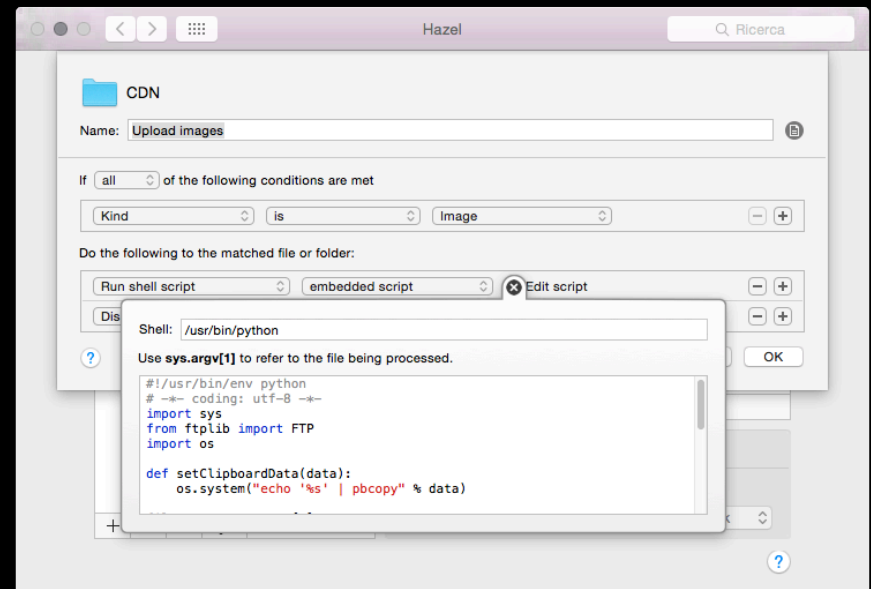 Hazel
Ricerca
CDN
Name: Upload images
If all of the following conditions are met
Kind is Image
Do the following to the matched file or folder:
Run shell script embedded script Edit script
Dis
Shell: /usr/bin/python
OK
Use sys.argv[1] to refer to the file being processed.
#!/usr/bin/env python
# -*- coding: utf-8 -*-
import sys
from ftplib import FTP
import os
def setClipboardData(data):
os.system("echo '%s' | pbcopy" % data)